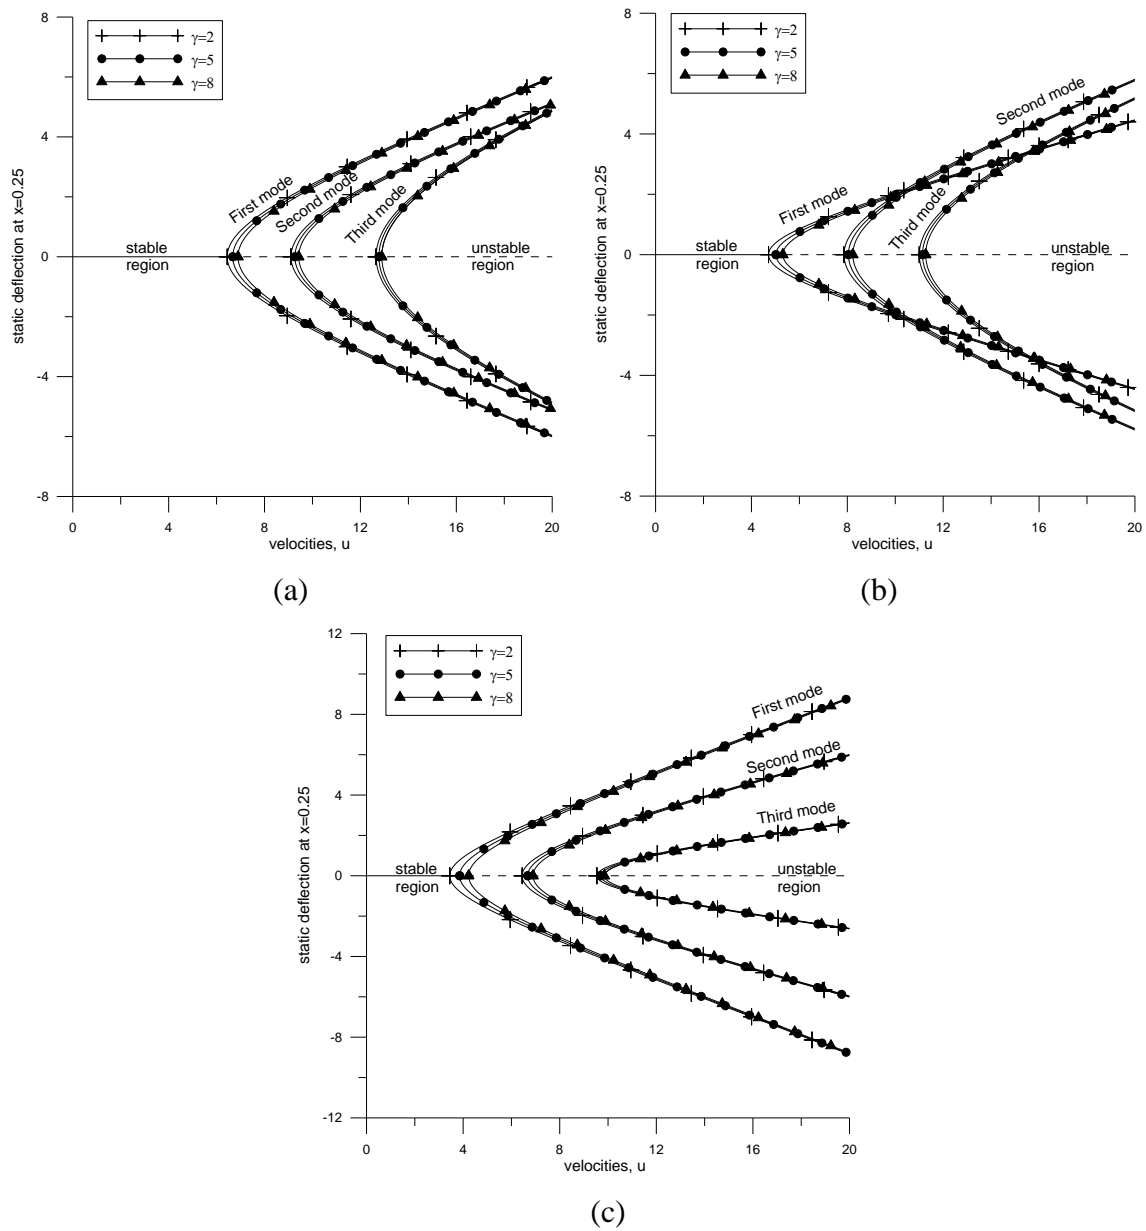 8
4
0
-4
-8
static deflection at x=0.25
γ=2
γ=5
γ=8
First mode
Second mode
Third mode
stable
region
unstable
region
0 4 8 12 16 20
velocities, u
(a)
8
4
0
-4
-8
static deflection at x=0.25
γ=2
γ=5
γ=8
Second mode
First mode
Third mode
stable
region
unstable
region
0 4 8 12 16 20
velocities, u
(b)
12
8
4
0
-4
-8
-12
static deflection at x=0.25
γ=2
γ=5
γ=8
First mode
Second mode
Third mode
stable
region
unstable
region
0 4 8 12 16 20
velocities, u
(c)